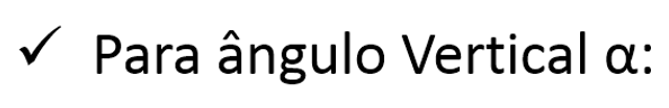 ✓ Para ângulo Vertical α: